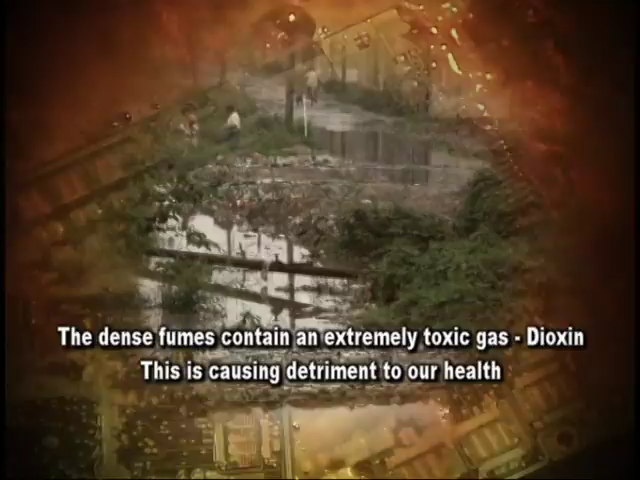 The dense fumes contain an extremely toxic gas - Dioxin
This is causing detriment to our health